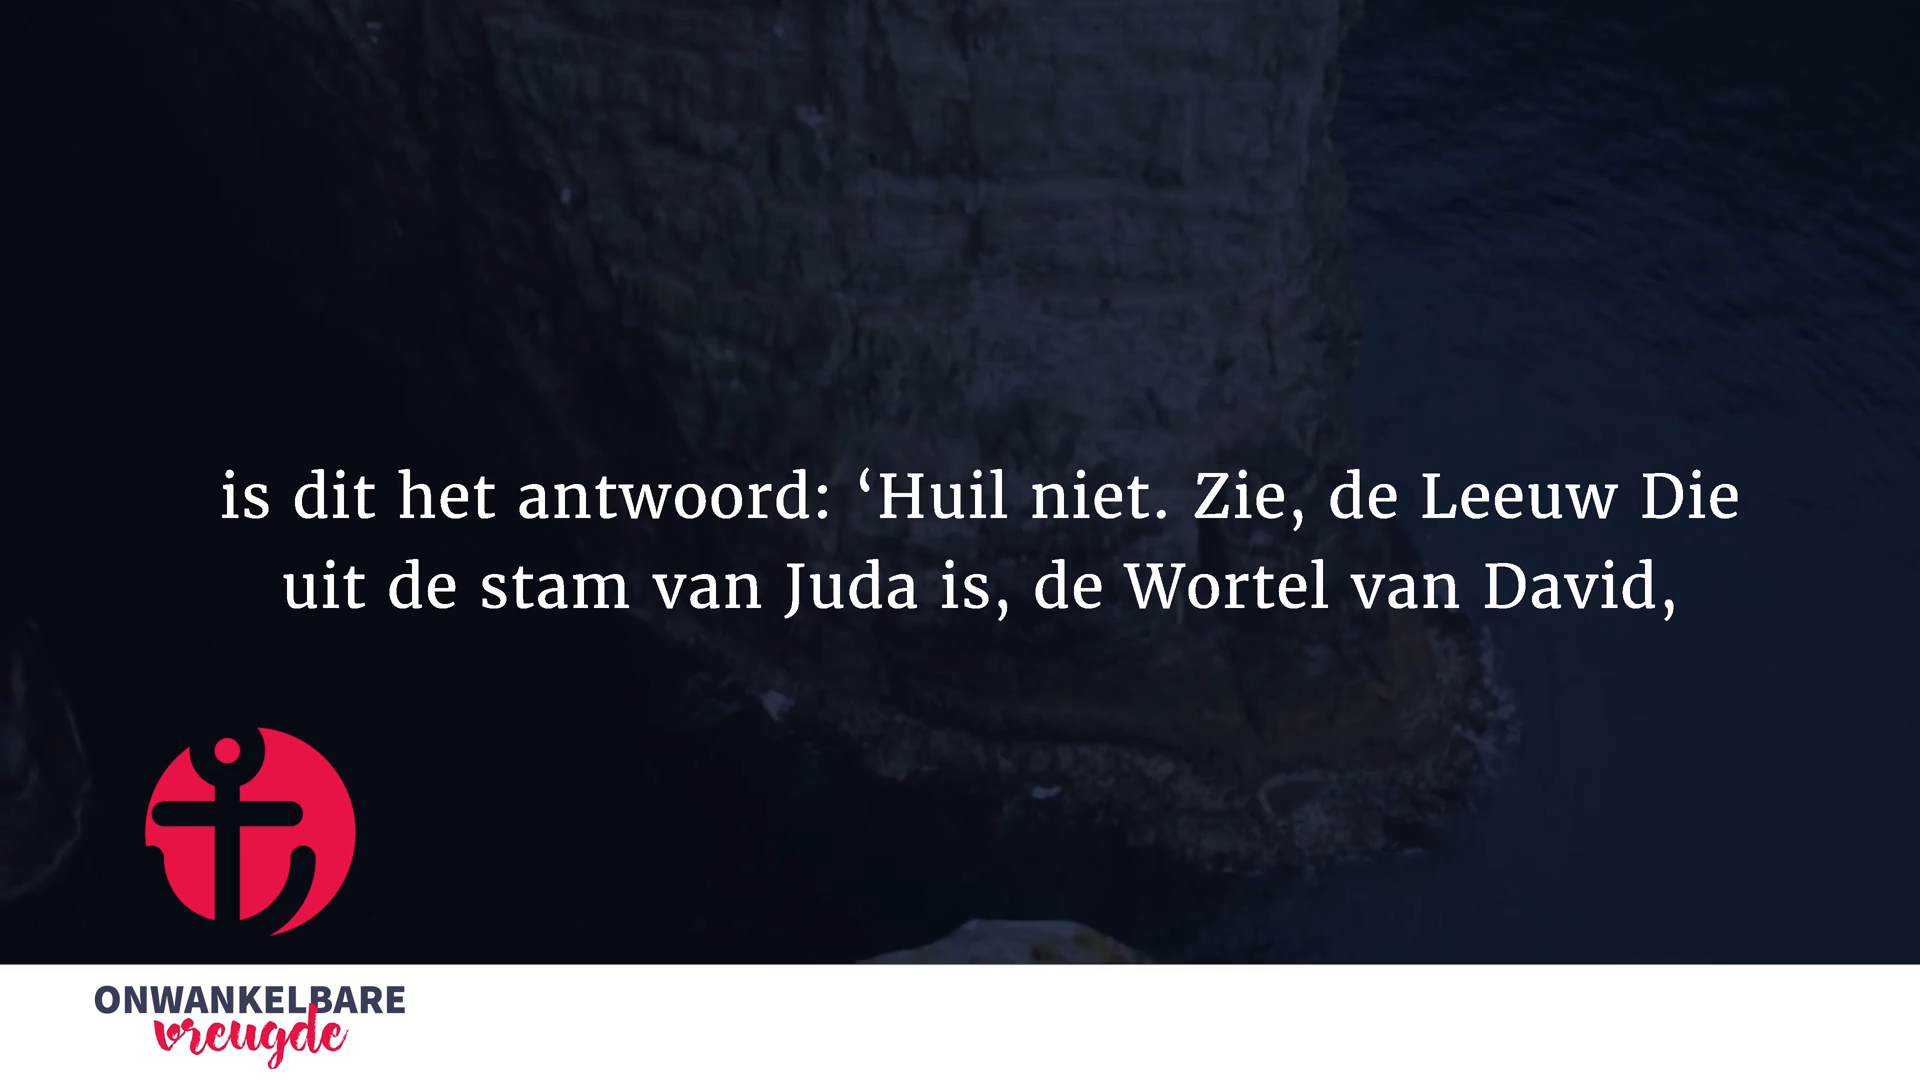 is dit het antwoord: ‘Huil niet. Zie, de Leeuw Die
uit de stam van Juda is, de Wortel van David,
ONWANKELBARE
vreugde